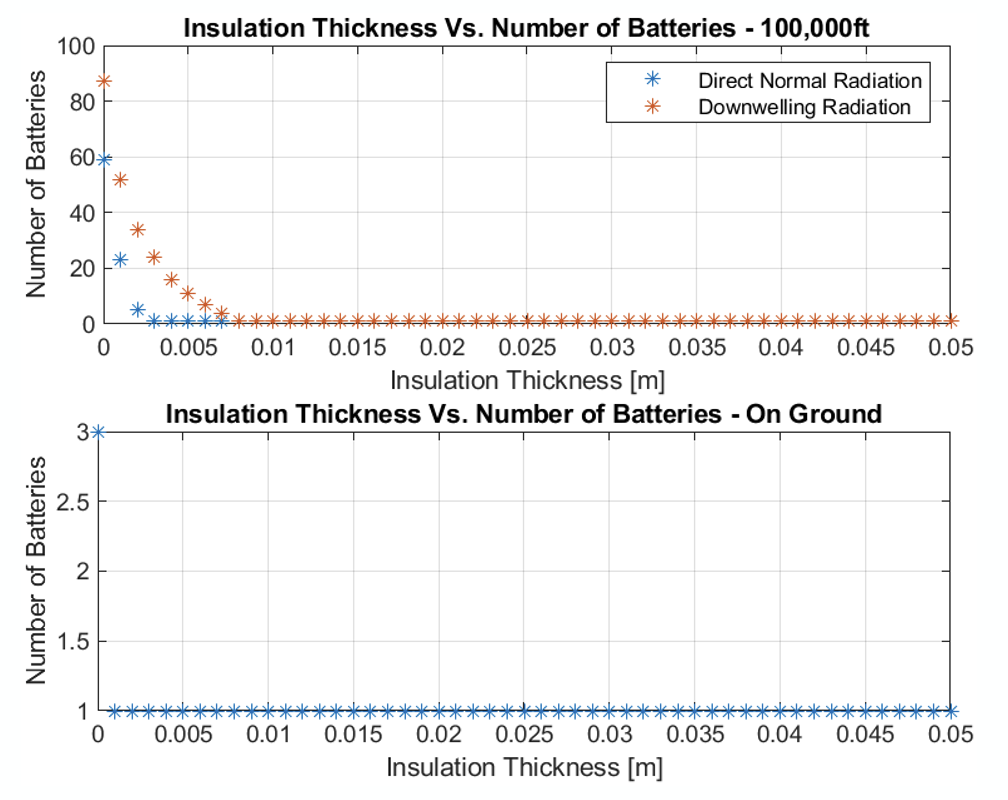 Insulation Thickness Vs. Number of Batteries - 100,000ft
Number of Batteries
100
80
60
40
20
0
Direct Normal Radiation
Downwelling Radiation
0 0.005 0.01 0.015 0.02 0.025 0.03 0.035 0.04 0.045 0.05
Insulation Thickness [m]
Insulation Thickness Vs. Number of Batteries - On Ground
Number of Batteries
3
2.5
2
1.5
1
0 0.005 0.01 0.015 0.02 0.025 0.03 0.035 0.04 0.045 0.05
Insulation Thickness [m]